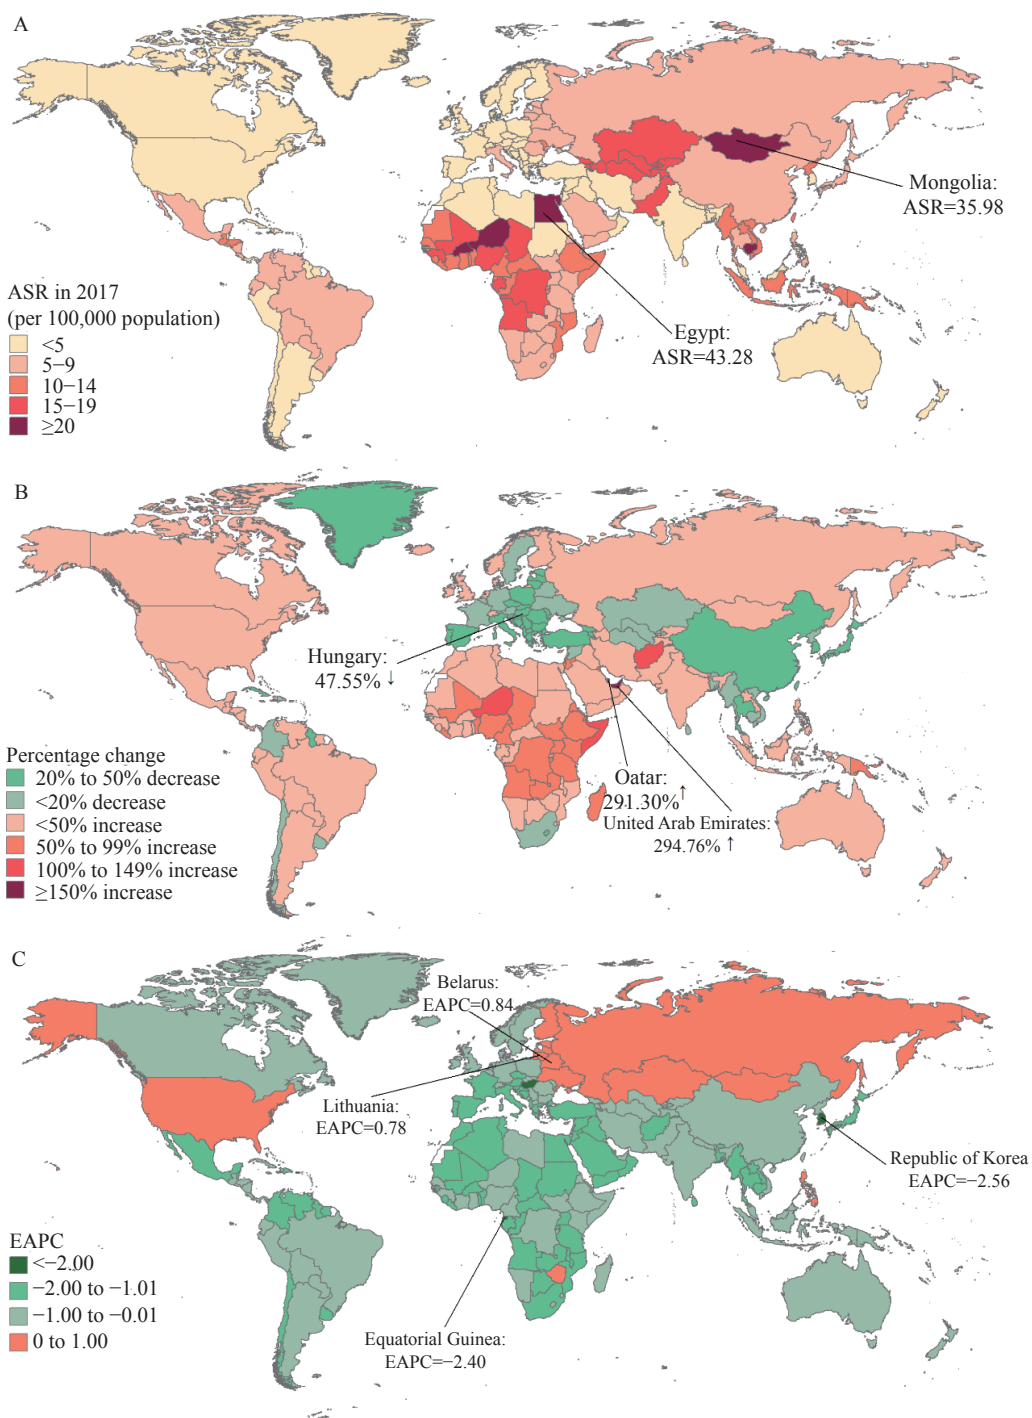 A
Mongolia:
ASR=35.98
ASR in 2017
(per 100,000 population)
<5
5−9
10−14
15−19
≥20
Egypt:
ASR=43.28
B
Hungary:
47.55% ↓
Percentage change
20% to 50% decrease
<20% decrease
<50% increase
50% to 99% increase
100% to 149% increase
≥150% increase
Qatar:
291.30% ↑
United Arab Emirates:
294.76% ↑
C
Belarus:
EAPC=0.84
Lithuania:
EAPC=0.78
Republic of Korea
EAPC=−2.56
EAPC
<−2.00
−2.00 to −1.01
−1.00 to −0.01
0 to 1.00
Equatorial Guinea:
EAPC=−2.40